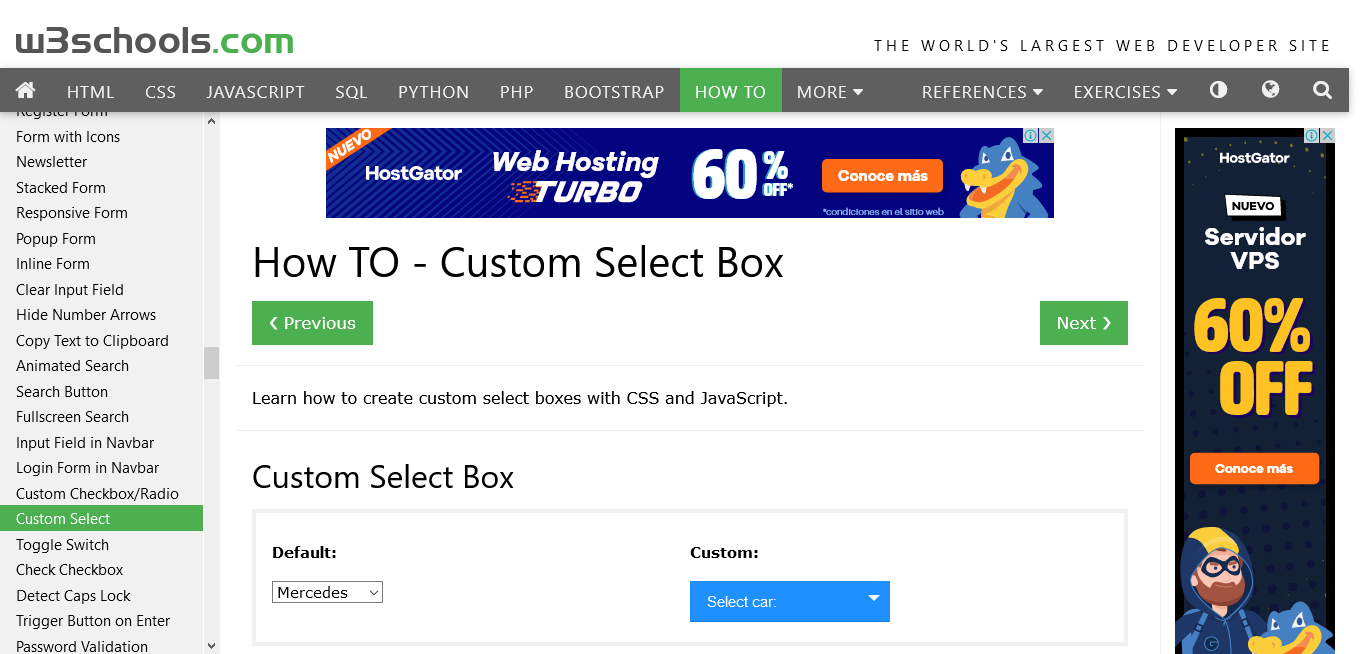 w3schools.com
THE WORLD'S LARGEST WEB DEVELOPER SITE
HTML CSS JAVASCRIPT SQL PYTHON PHP BOOTSTRAP HOW TO MORE REFERENCES EXERCISES
Register Form
Form with Icons
Newsletter
Stacked Form
Responsive Form
Popup Form
Inline Form
Clear Input Field
Hide Number Arrows
Copy Text to Clipboard
Animated Search
Search Button
Fullscreen Search
Input Field in Navbar
Login Form in Navbar
Custom Checkbox/Radio
Custom Select
Toggle Switch
Check Checkbox
Detect Caps Lock
Trigger Button on Enter
Password Validation
NUEVO
HostGator
Web Hosting
TURBO
60%
OFF*
Conoce más
*condiciones en el sitio web
How TO - Custom Select Box
❮ Previous
Next ❯
Learn how to create custom select boxes with CSS and JavaScript.
Custom Select Box
Default:
Mercedes
Custom:
Select car:
HostGator
NUEVO
Servidor
VPS
60%
OFF
Conoce más